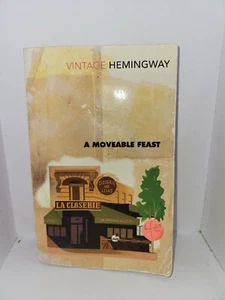 VINTAGE HEMINGWAY
A MOVEABLE FEAST
LA CLOSERIE